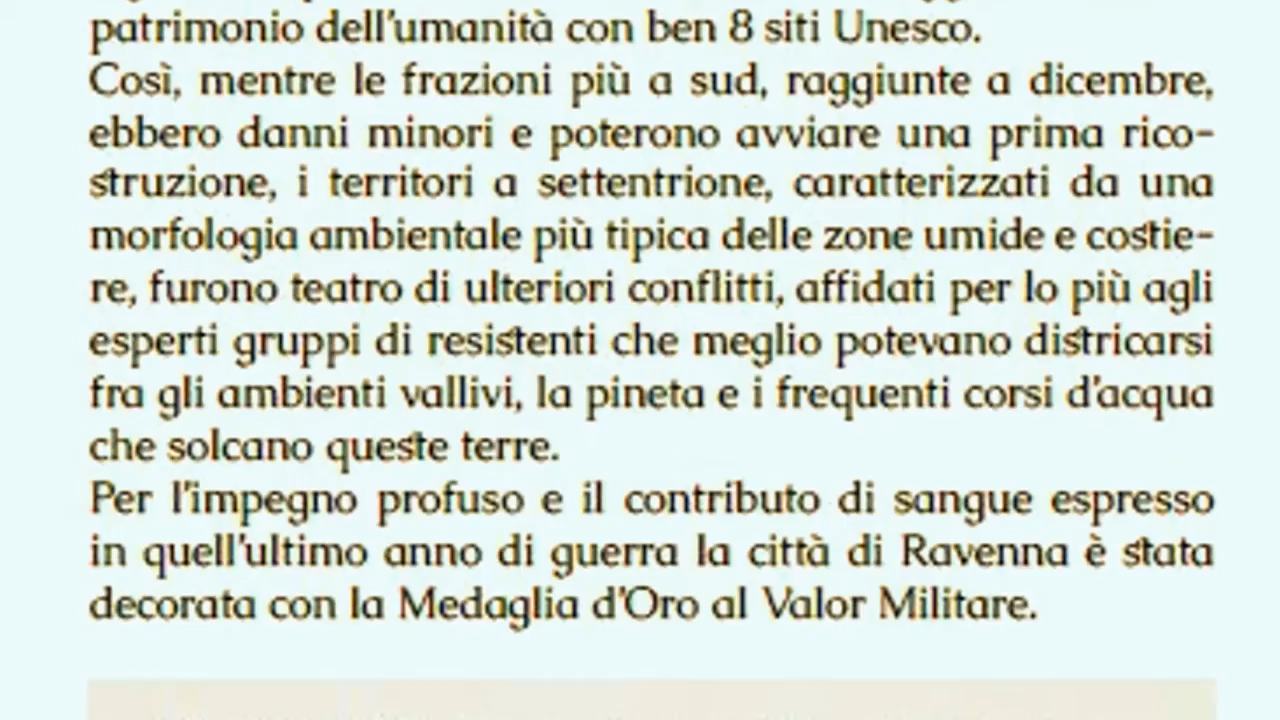 patrimonio dell'umanità con ben 8 siti Unesco.
Così, mentre le frazioni più a sud, raggiunte a dicembre,
ebbero danni minori e poterono avviare una prima rico-
struzione, i territori a settentrione, caratterizzati da una
morfologia ambientale più tipica delle zone umide e costie-
re, furono teatro di ulteriori conflitti, affidati per lo più agli
esperti gruppi di resistenti che meglio potevano districarsi
fra gli ambienti vallivi, la pineta e i frequenti corsi d'acqua
che solcano queste terre.
Per l'impegno profuso e il contributo di sangue espresso
in quell'ultimo anno di guerra la città di Ravenna è stata
decorata con la Medaglia d'Oro al Valor Militare.